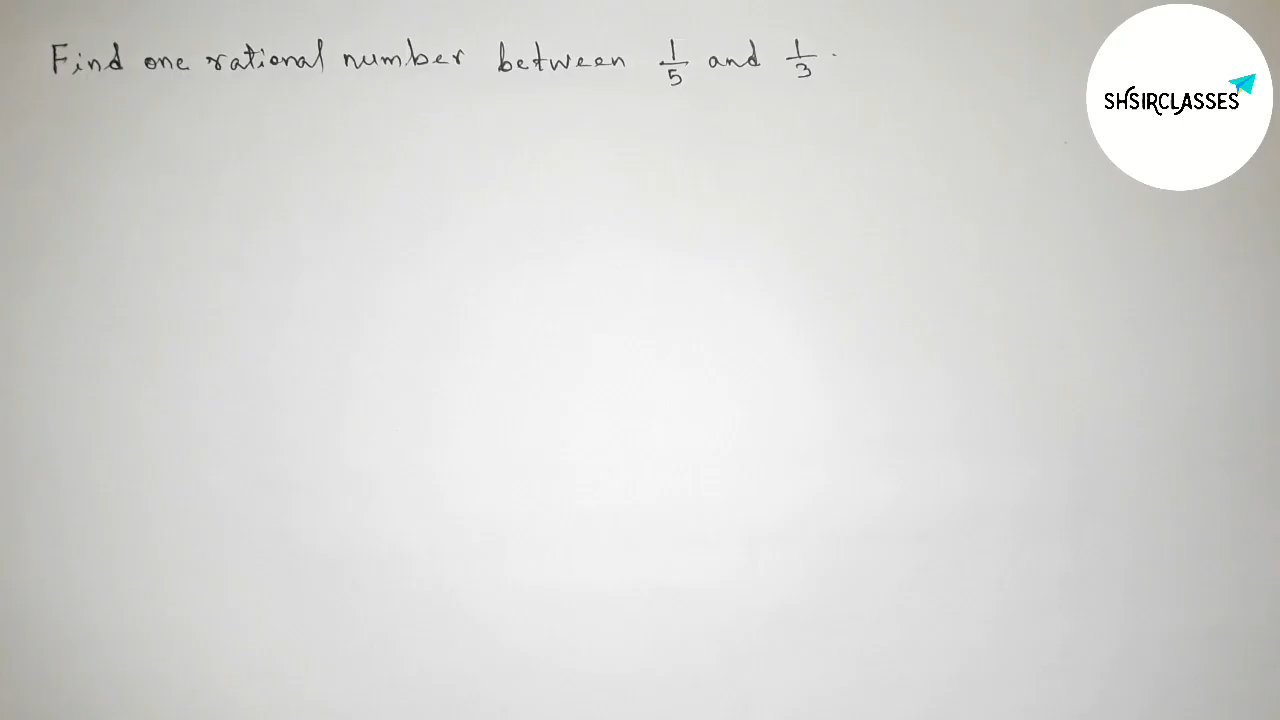 Find one rational number between 1/5 and 1/3.
SHSIRCLASSES